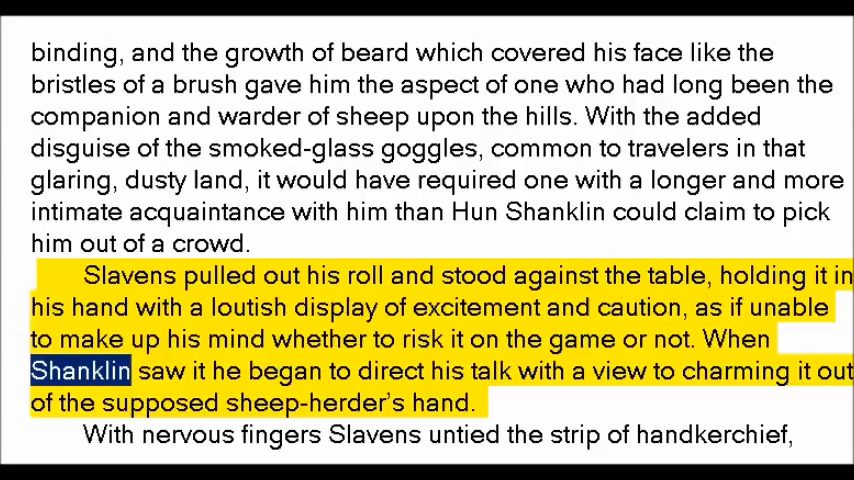 binding, and the growth of beard which covered his face like the
bristles of a brush gave him the aspect of one who had long been the
companion and warder of sheep upon the hills. With the added
disguise of the smoked-glass goggles, common to travelers in that
glaring, dusty land, it would have required one with a longer and more
intimate acquaintance with him than Hun Shanklin could claim to pick
him out of a crowd.
Slavens pulled out his roll and stood against the table, holding it in
his hand with a loutish display of excitement and caution, as if unable
to make up his mind whether to risk it on the game or not. When
Shanklin saw it he began to direct his talk with a view to charming it out
of the supposed sheep-herder's hand.
With nervous fingers Slavens untied the strip of handkerchief,